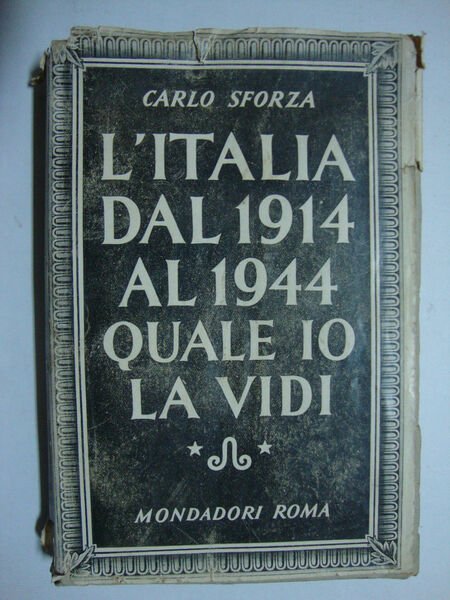 CARLO SFORZA
L'ITALIA
DAL 1914
AL 1944
QUALE IO
LA VIDI
MONDADORI ROMA